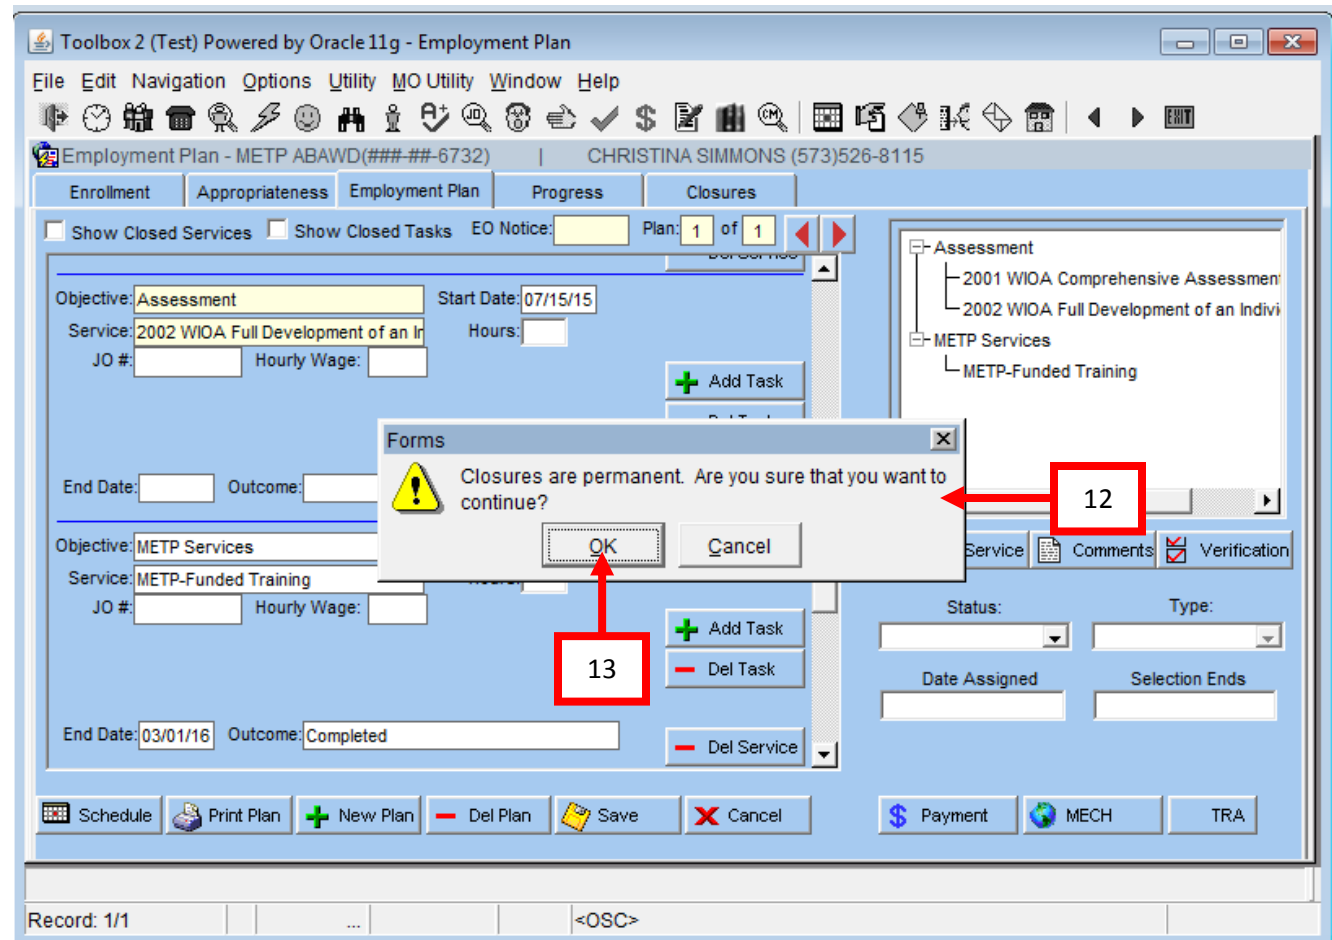 Toolbox 2 (Test) Powered by Oracle 11g - Employment Plan
File Edit Navigation Options Utility MO Utility Window Help
EXIT
Employment Plan - METP ABAWD(###-##-6732) | CHRISTINA SIMMONS (573)526-8115
Enrollment Appropriateness Employment Plan Progress Closures
Show Closed Services Show Closed Tasks EO Notice: Plan: 1 of 1
Objective: Assessment Start Date: 07/15/15
Service: 2002 WIOA Full Development of an Ir Hours:
JO #: Hourly Wage:
Add Task
End Date: Outcome:
Objective: METP Services
Service: METP-Funded Training
JO #: Hourly Wage:
Add Task
Del Task
End Date: 03/01/16 Outcome: Completed
Del Service
Assessment
2001 WIOA Comprehensive Assessment
2002 WIOA Full Development of an Indivi
METP Services
METP-Funded Training
Forms
Closures are permanent. Are you sure that you want to
continue?
OK Cancel
12
13
Service Comments Verification
Status: Type:
Date Assigned Selection Ends
Schedule Print Plan New Plan Del Plan Save Cancel
$ Payment MECH TRA
Record: 1/1 ... <OSC>